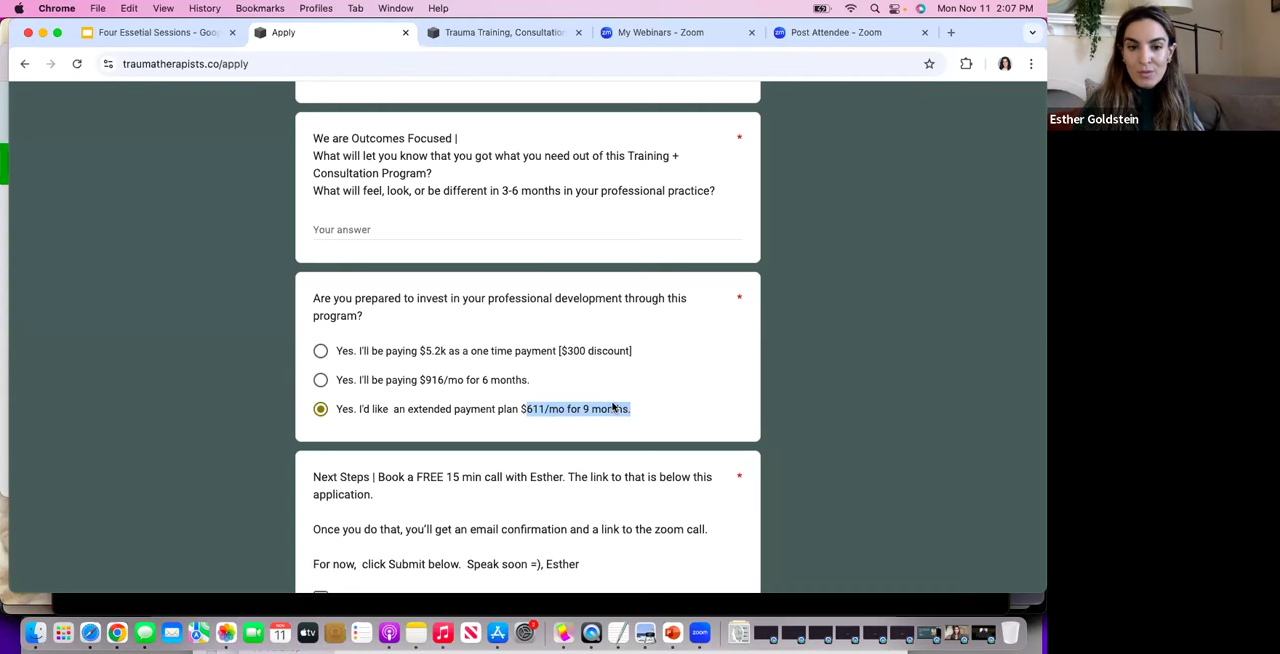 Chrome File Edit View History Bookmarks Profiles Tab Window Help Mon Nov 11 2:07 PM
Four Essetial Sessions - Goo
Apply
Trauma Training, Consultation
My Webinars - Zoom
Post Attendee - Zoom
traumatherapists.co/apply
Esther Goldstein
We are Outcomes Focused |
What will let you know that you got what you need out of this Training +
Consultation Program?
What will feel, look, or be different in 3-6 months in your professional practice?
*
Your answer
Are you prepared to invest in your professional development through this
program?
*
Yes. I'll be paying $5.2k as a one time payment [$300 discount]
Yes. I'll be paying $916/mo for 6 months.
Yes. I'd like an extended payment plan $611/mo for 9 months.
Next Steps | Book a FREE 15 min call with Esther. The link to that is below this
application.
*
Once you do that, you'll get an email confirmation and a link to the zoom call.
For now, click Submit below. Speak soon =), Esther
NOV
11
tv
2
zoom